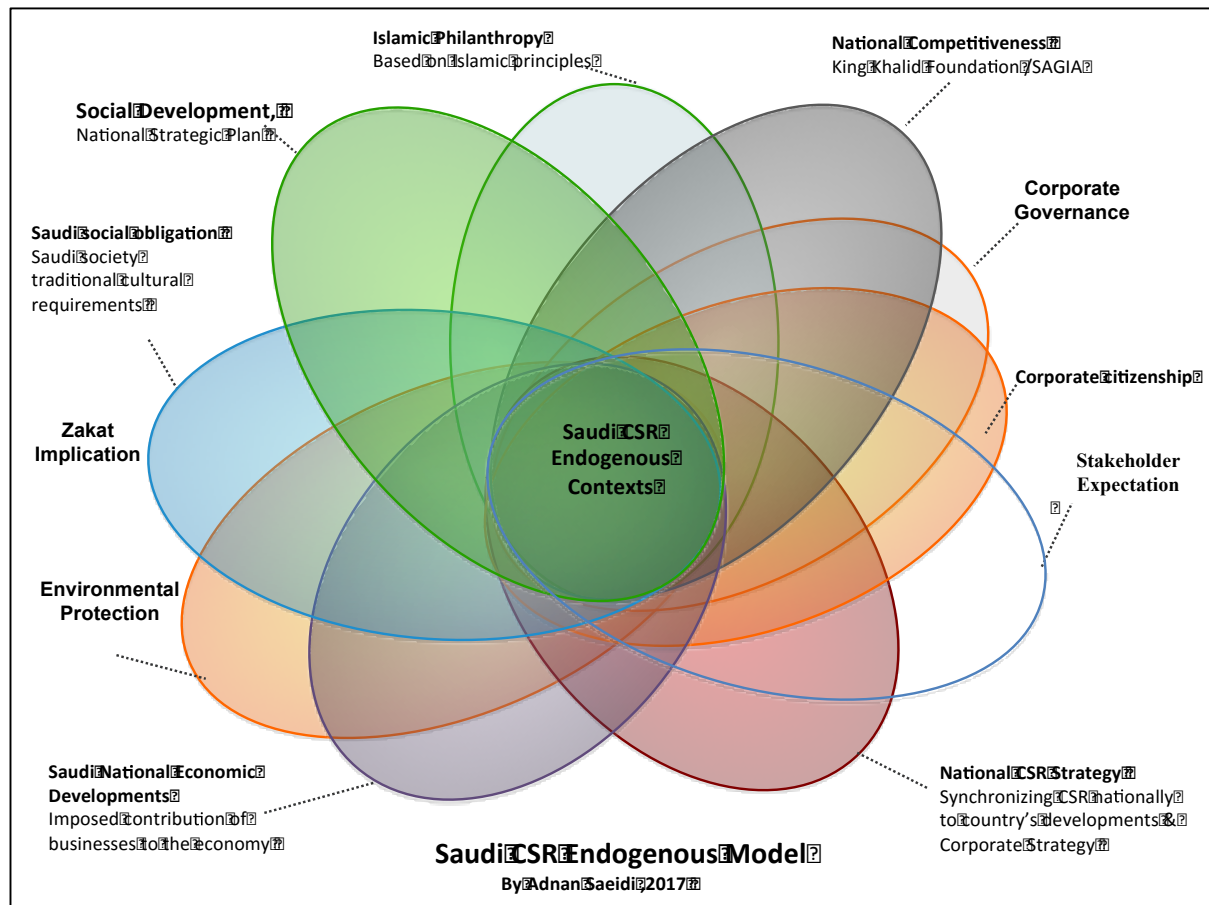 Islamic Philanthropy
Based on Islamic principles
National Competitiveness
King Khalid Foundation /SAGIA
Social Development,
National Strategic Plan
Corporate
Governance
Saudi social obligation
Saudi society
traditional cultural
requirements
Corporate citizenship
Zakat
Implication
Saudi CSR
Endogenous
Contexts
Stakeholder
Expectation
Environmental
Protection
Saudi National Economic
Developments
Imposed contribution of
businesses to the economy
National CSR Strategy
Synchronizing CSR nationally
to country's developments &
Corporate Strategy
Saudi CSR Endogenous Model
By Adnan Saeidi, 2017